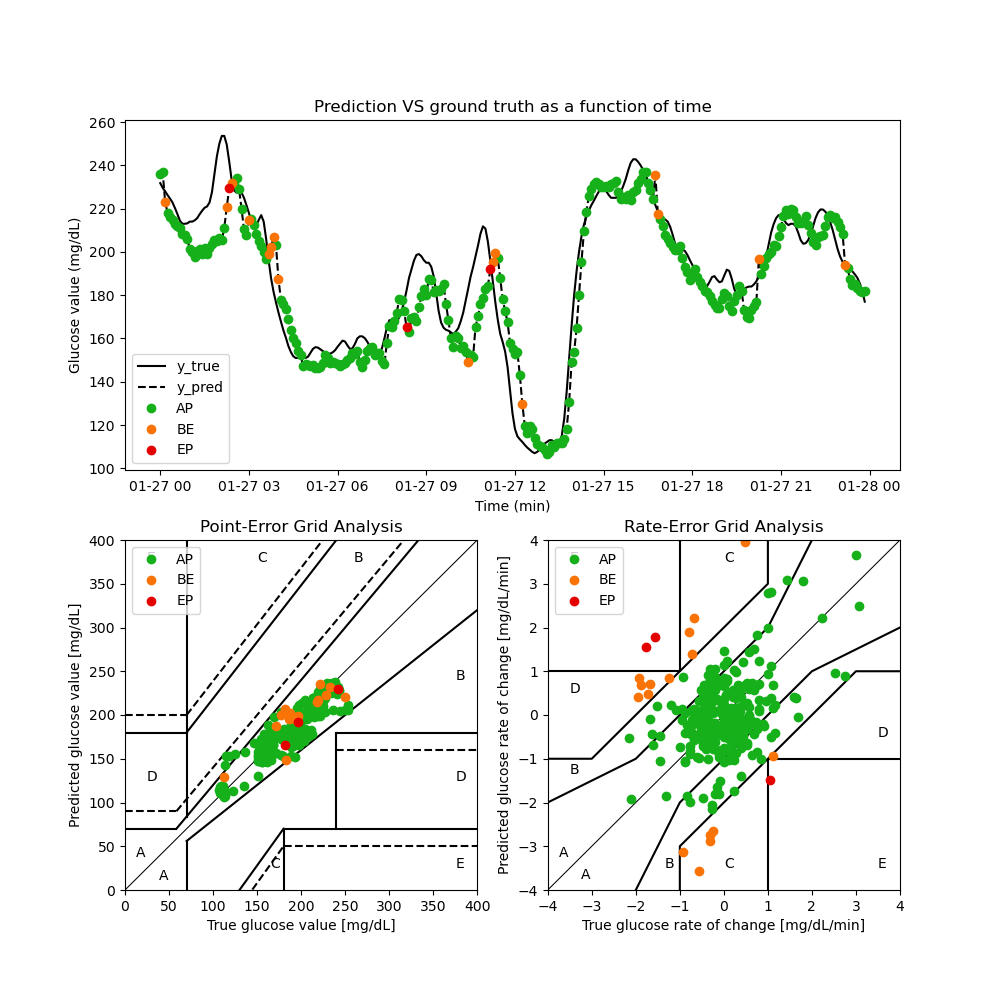 Prediction VS ground truth as a function of time
260
240
220
200
180
160
140
120
100
Glucose value (mg/dL)
y_true
y_pred
AP
BE
EP
01-27 00 01-27 03 01-27 06 01-27 09 01-27 12 01-27 15 01-27 18 01-27 21 01-28 00
Time (min)
Point-Error Grid Analysis
400
350
300
250
200
150
100
50
0
Predicted glucose value [mg/dL]
AP
BE
EP
C B
B
D D
A C E
A
0 50 100 150 200 250 300 350 400
True glucose value [mg/dL]
Rate-Error Grid Analysis
4
3
2
1
0
−1
−2
−3
−4
Predicted glucose rate of change [mg/dL/min]
AP
BE
EP
C
D
D
B
A
B C E
A
−4 −3 −2 −1 0 1 2 3 4
True glucose rate of change [mg/dL/min]